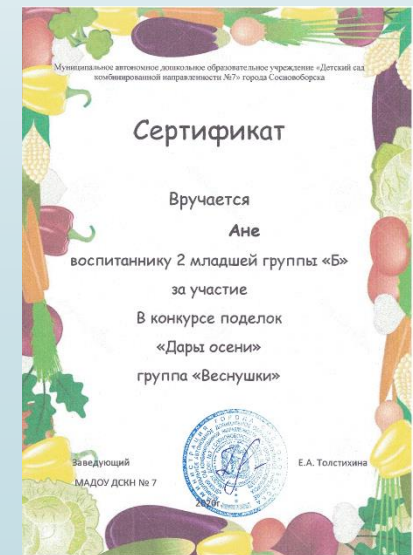 Муниципальное автономное дошкольное образовательное учреждение «Детский сад
комбинированной направленности №7» города Сосновоборска
Сертификат
Вручается
Ане
воспитаннику 2 младшей группы «Б»
за участие
В конкурсе поделок
«Дары осени»
группа «Веснушки»
Заведующий
Е.А. Толстихина
МАДОУ ДСКН № 7
2020г